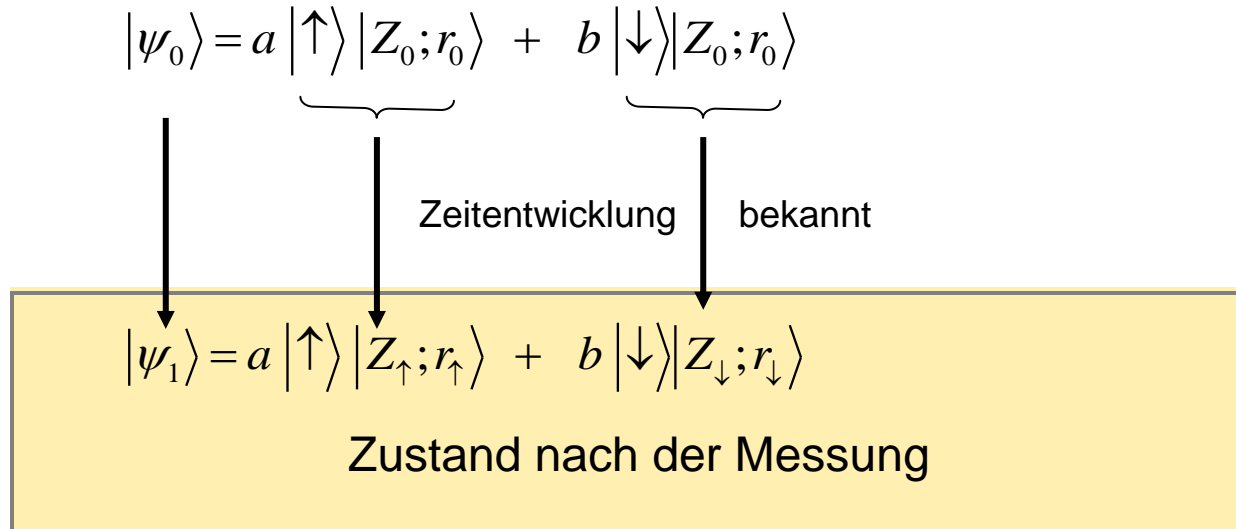 |ψ₀⟩ = a |↑⟩ |Z₀; r₀⟩ + b |↓⟩ |Z₀; r₀⟩
Zeitentwicklung bekannt
|ψ₁⟩ = a |↑⟩ |Z↑; r↑⟩ + b |↓⟩ |Z↓; r↓⟩
Zustand nach der Messung